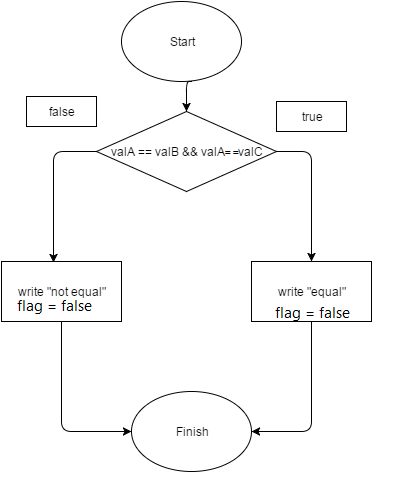 Start
false
true
valA == valB && valA==valC
write "not equal"
flag = false
write "equal"
flag = false
Finish